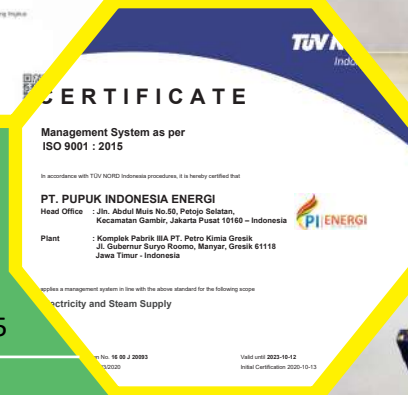 TÜV
CERTIFICATE
Management System as per
ISO 9001 : 2015
In accordance with TÜV NORD Indonesia procedures, it is hereby certified that
PT. PUPUK INDONESIA ENERGI
Head Office : Jln. Abdul Muis No.50, Petojo Selatan,
Kecamatan Gambir, Jakarta Pusat 10160 – Indonesia
PI ENERGI
Plant : Komplek Pabrik IIIA PT. Petro Kimia Gresik
Jl. Gubernur Suryo Roomo, Manyar, Gresik 61118
Jawa Timur - Indonesia
applies a management system in line with the above standard for the following scope
Electricity and Steam Supply
5
No. 16 00 J 20093
Valid until 2023-10-12
/2020
Initial Certification 2020-10-13